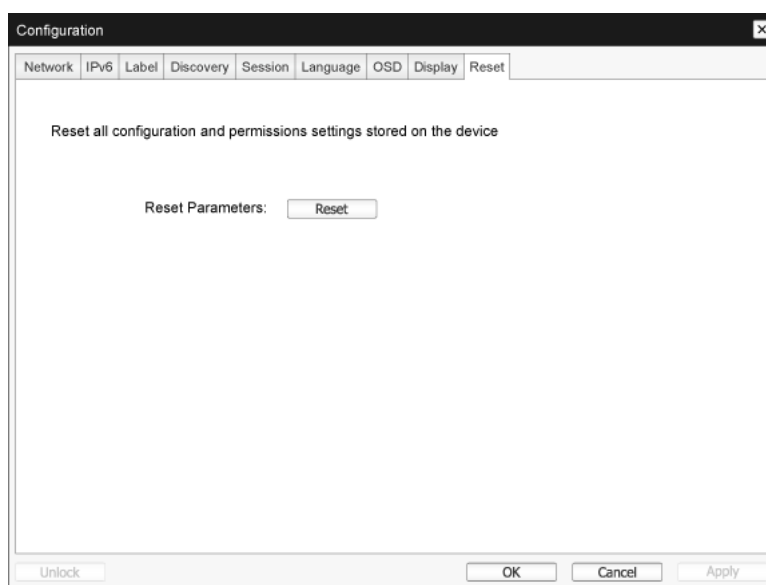 Configuration
Network IPv6 Label Discovery Session Language OSD Display Reset
Reset all configuration and permissions settings stored on the device
Reset Parameters: Reset
Unlock OK Cancel Apply